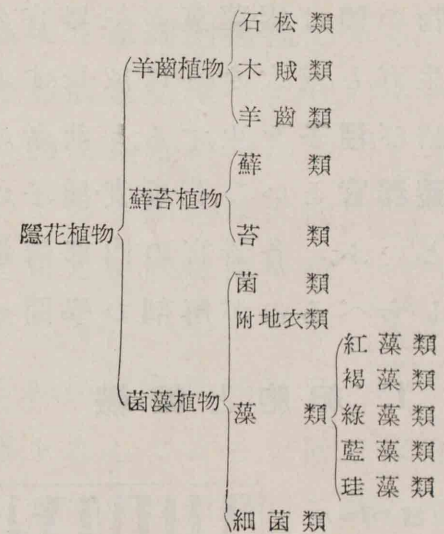 石松類
羊齒植物
木賊類
羊齒類
蘚類
蘚苔植物
苔類
隱花植物
菌類
附地衣類
紅藻類
褐藻類
菌藻植物
藻類
綠藻類
藍藻類
珪藻類
細菌類